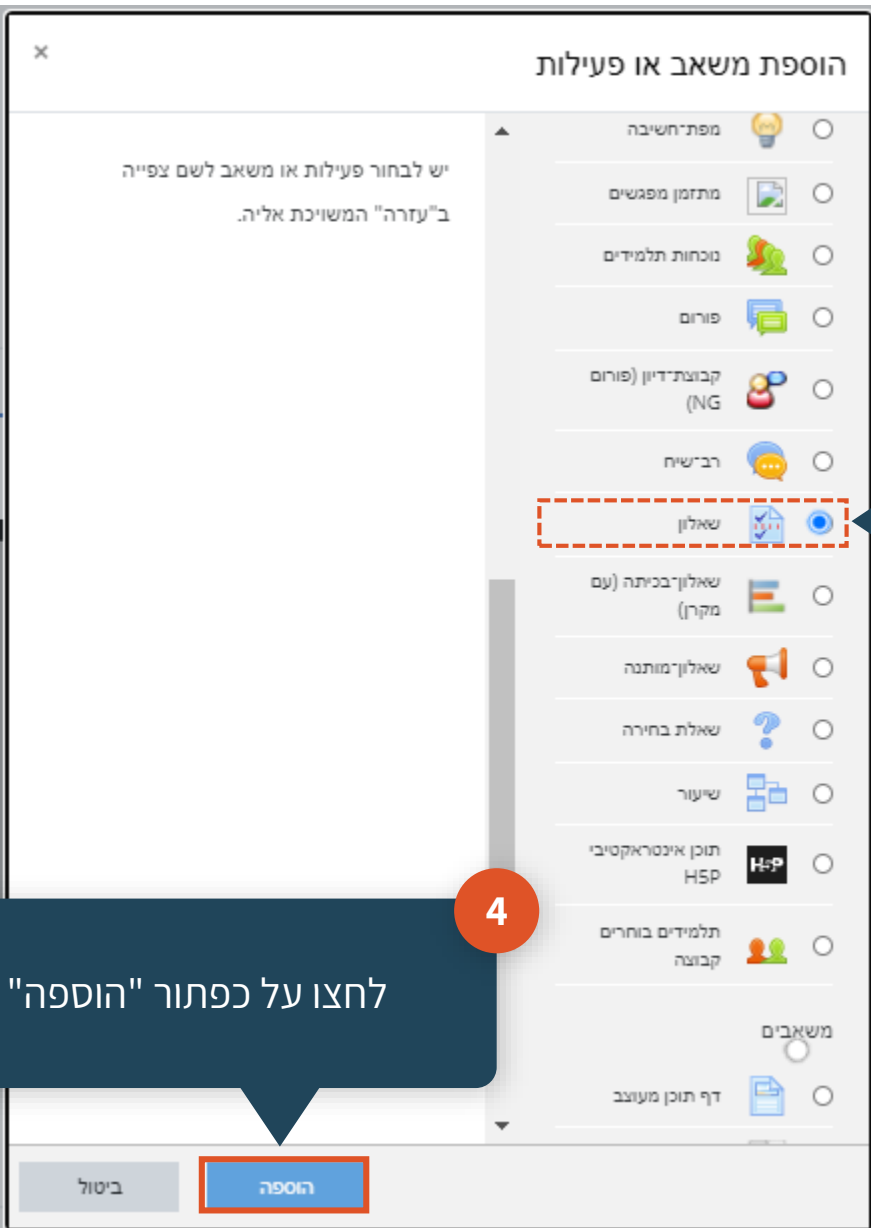 ×
הוספת משאב או פעילות
מפת־חשיבה
מתזמן מפגשים
נוכחות תלמידים
פורום
קבוצת־דיון (פורום
NG)
רב־שיח
שאלון
שאלון־בכיתה (עם
מקרן)
שאלון־מותנה
שאלת בחירה
שיעור
תוכן אינטראקטיבי
H5P
H5P
תלמידים בוחרים
קבוצה
משאבים
דף תוכן מעוצב
יש לבחור פעילות או משאב לשם צפייה
ב"עזרה" המשויכת אליה.
4
לחצו על כפתור "הוספה"
הוספה
ביטול